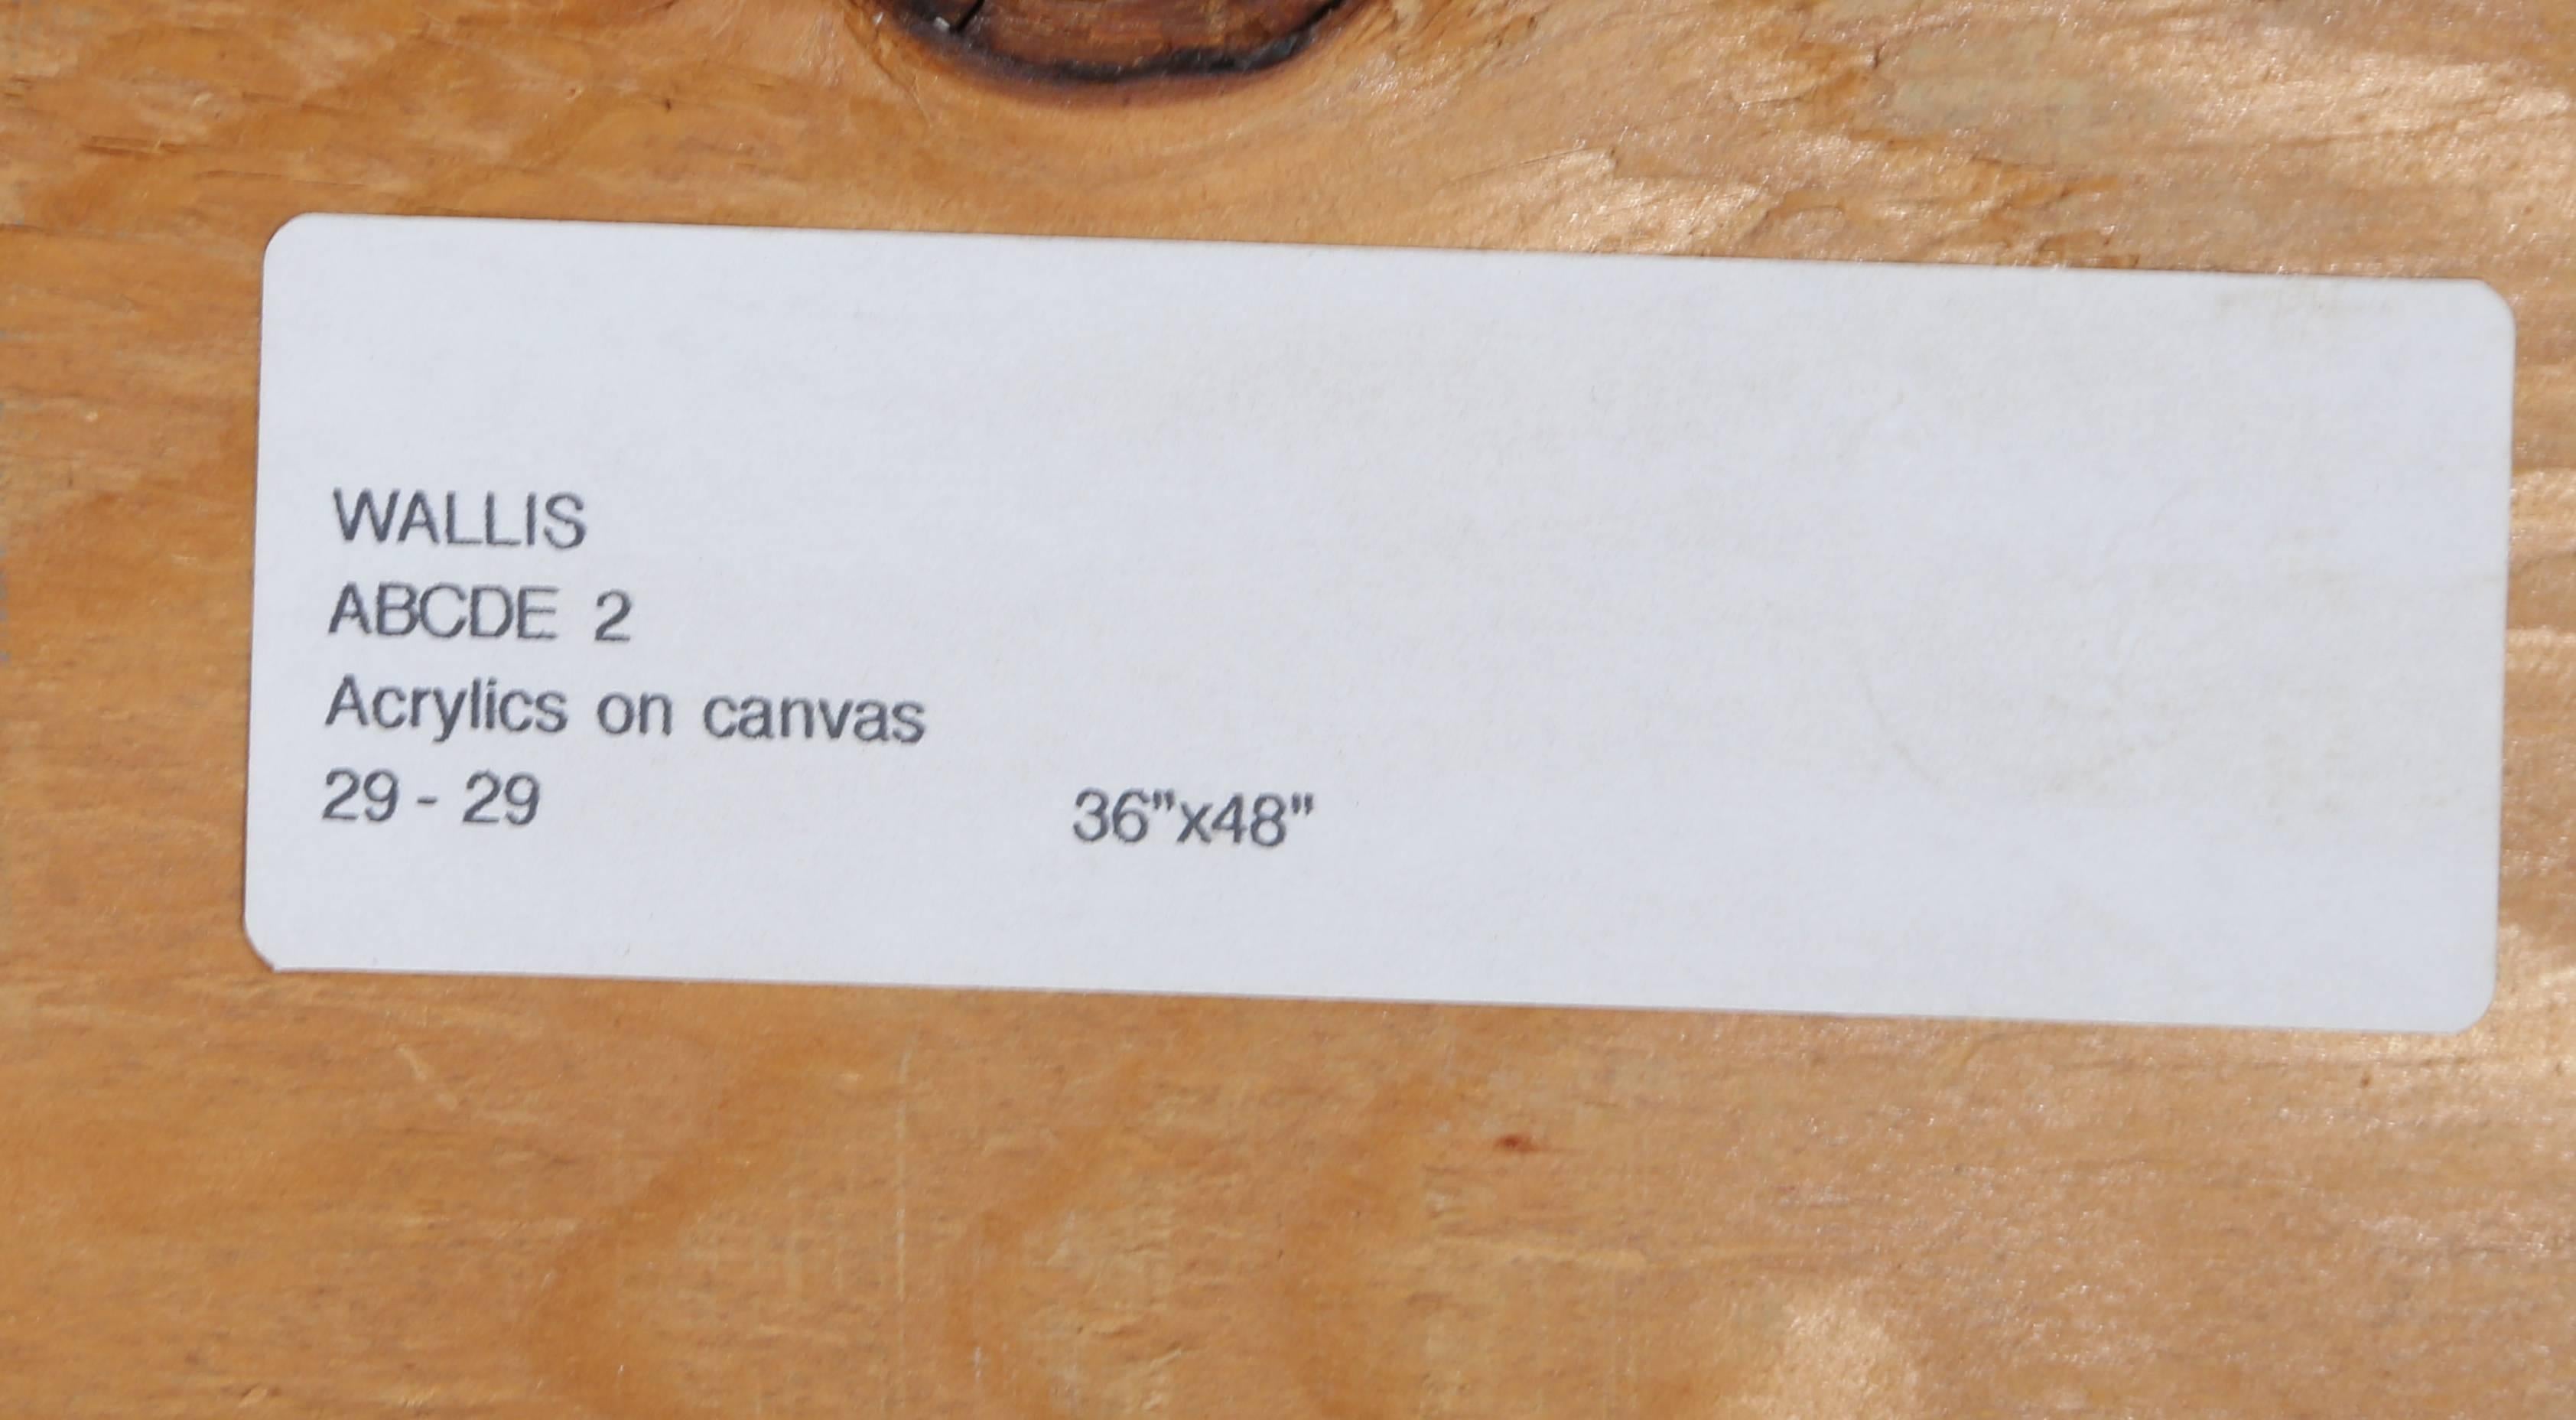 WALLIS
ABCDE 2
Acrylics on canvas
29 - 29 36"x48"